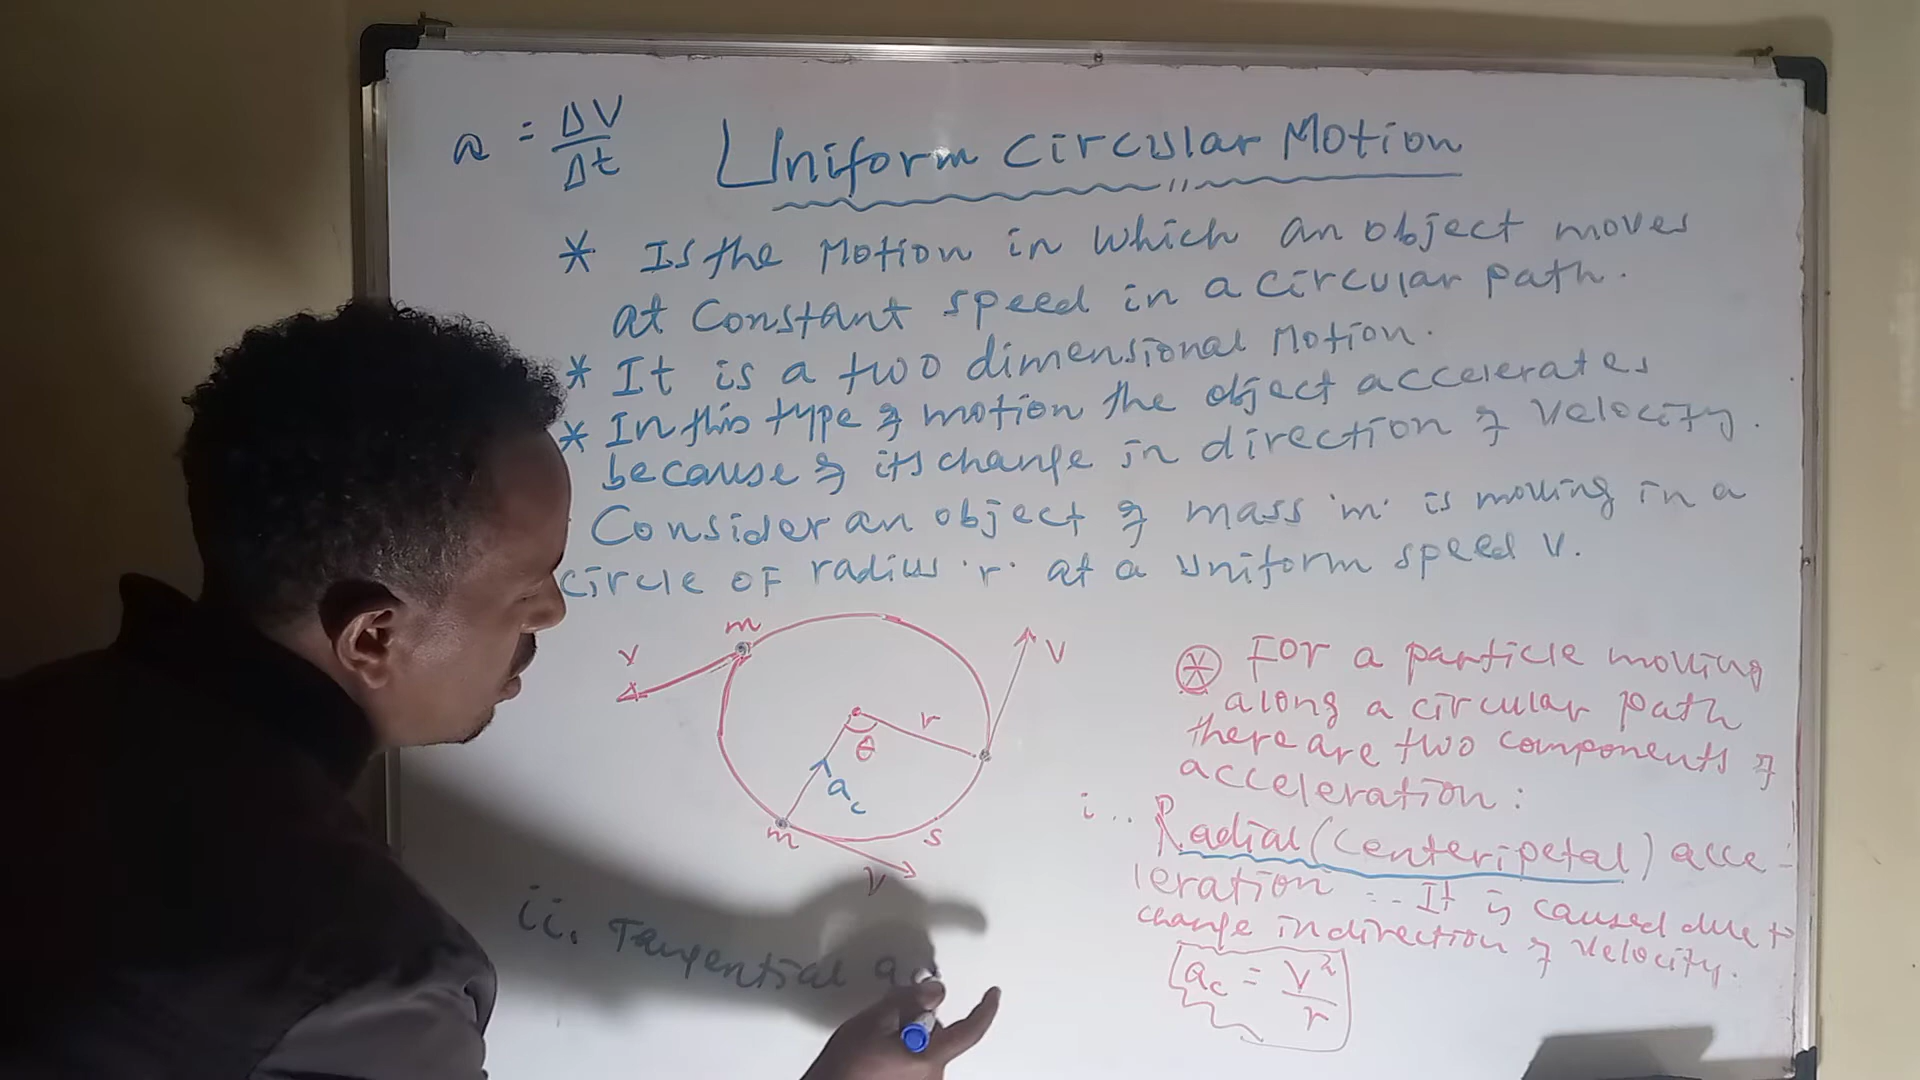 a = ΔV/Δt
Uniform Circular Motion
* Is the Motion in which an object moves
at constant speed in a circular path.
* It is a two dimensional Motion.
* In this type of motion the object accelerates
because of its change in direction of velocity.
Consider an object of mass 'm' is moving in a
circle of radius 'r' at a uniform speed V.
m
V
V
r
θ
ac
m
S
V
* For a particle moving
along a circular path
there are two components of
acceleration:
i... Radial (Centeripetal) acce-
leration :- It is caused due to
change in direction of velocity.
ac = V²/r
ii. Tangential ac